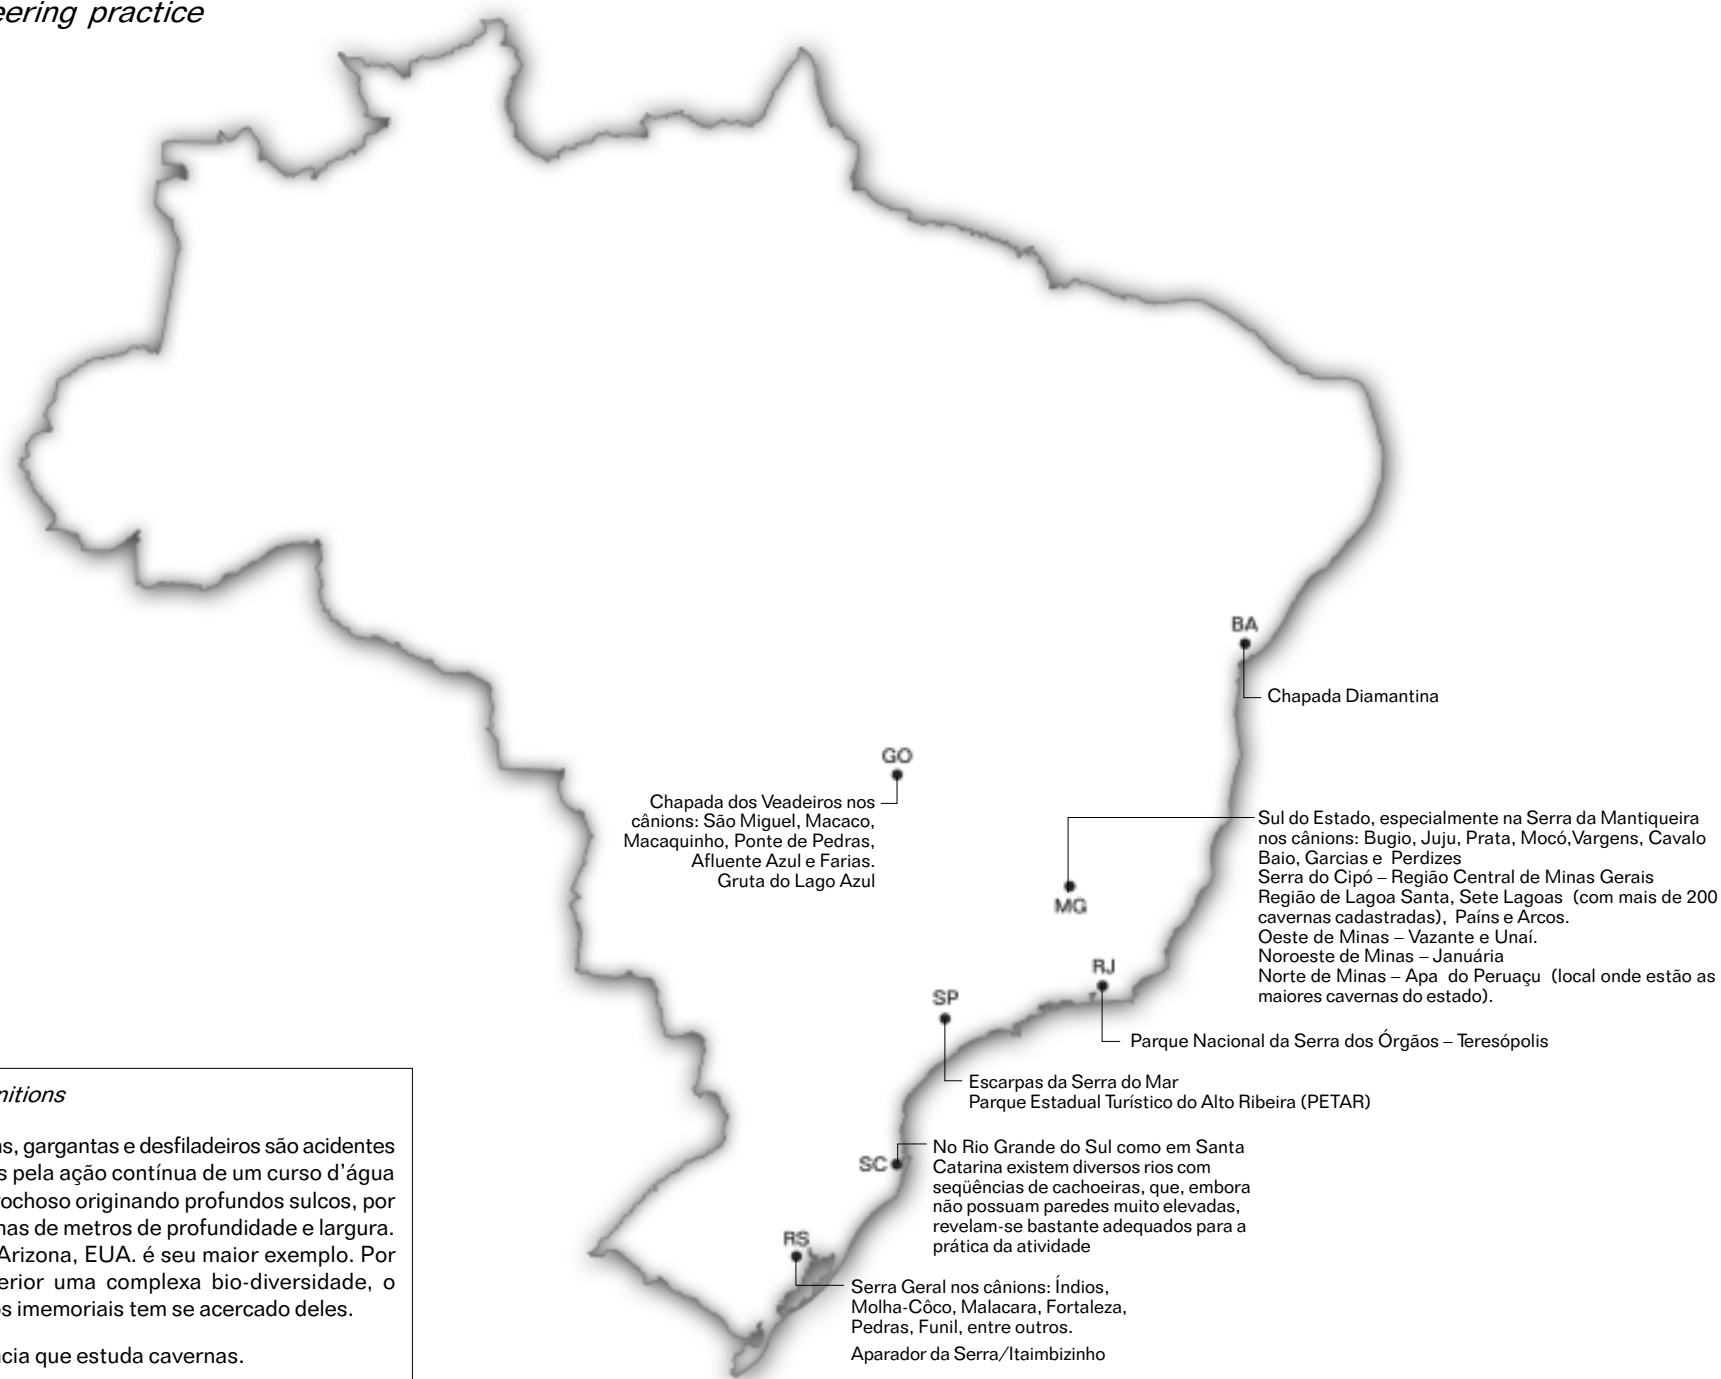 eering practice
BA
Chapada Diamantina
GO
Chapada dos Veadeiros nos
cânions: São Miguel, Macaco,
Macaquinho, Ponte de Pedras,
Afluente Azul e Farias.
Gruta do Lago Azul
MG
Sul do Estado, especialmente na Serra da Mantiqueira
nos cânions: Bugio, Juju, Prata, Mocó,Vargens, Cavalo
Baio, Garcias e Perdizes
Serra do Cipó – Região Central de Minas Gerais
Região de Lagoa Santa, Sete Lagoas (com mais de 200
cavernas cadastradas), Paíns e Arcos.
Oeste de Minas – Vazante e Unaí.
Noroeste de Minas – Januária
Norte de Minas – Apa do Peruaçu (local onde estão as
maiores cavernas do estado).
RJ
Parque Nacional da Serra dos Órgãos – Teresópolis
SP
Escarpas da Serra do Mar
Parque Estadual Turístico do Alto Ribeira (PETAR)
SC
No Rio Grande do Sul como em Santa
Catarina existem diversos rios com
seqüências de cachoeiras, que, embora
não possuam paredes muito elevadas,
revelam-se bastante adequados para a
prática da atividade
RS
Serra Geral nos cânions: Índios,
Molha-Côco, Malacara, Fortaleza,
Pedras, Funil, entre outros.
Aparador da Serra/Itaimbizinho
nitions
as, gargantas e desfiladeiros são acidentes
s pela ação contínua de um curso d'água
rochoso originando profundos sulcos, por
nas de metros de profundidade e largura.
Arizona, EUA. é seu maior exemplo. Por
erior uma complexa bio-diversidade, o
os imemoriais tem se acercado deles.
ncia que estuda cavernas.